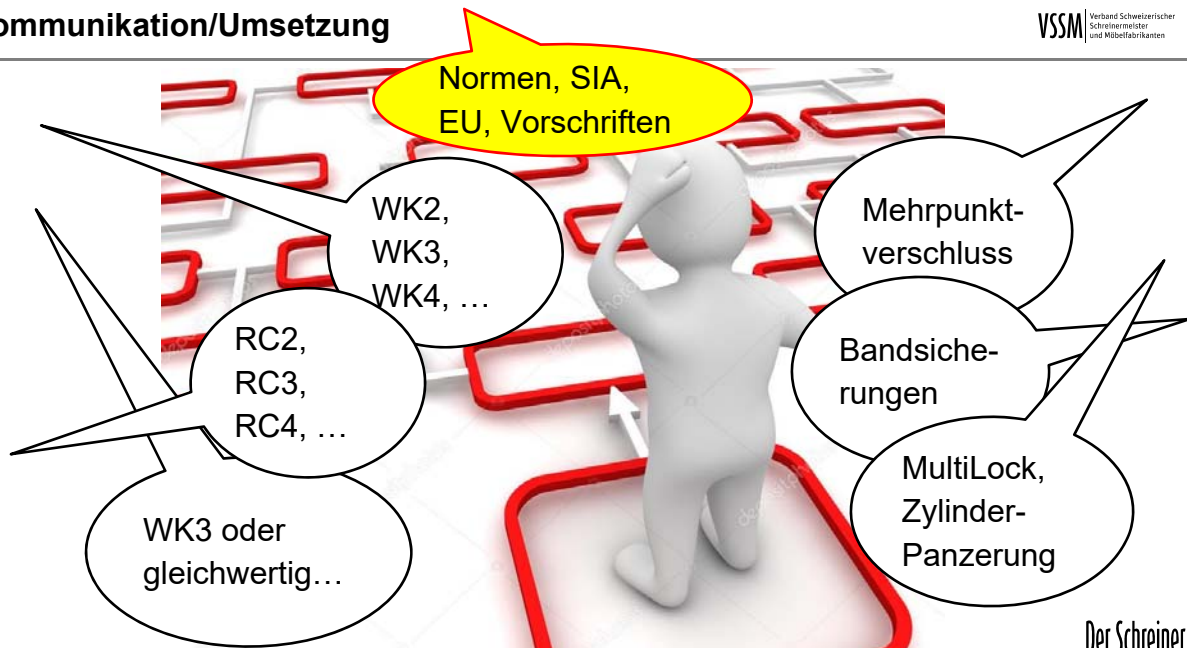 ommunikation/Umsetzung
VSSM
Verband Schweizerischer
Schreinermeister
und Möbelfabrikanten
Normen, SIA,
EU, Vorschriften
WK2,
WK3,
WK4, …
Mehrpunkt-
verschluss
RC2,
RC3,
RC4, …
Bandsiche-
rungen
MultiLock,
Zylinder-
Panzerung
WK3 oder
gleichwertig…
Der Schreiner